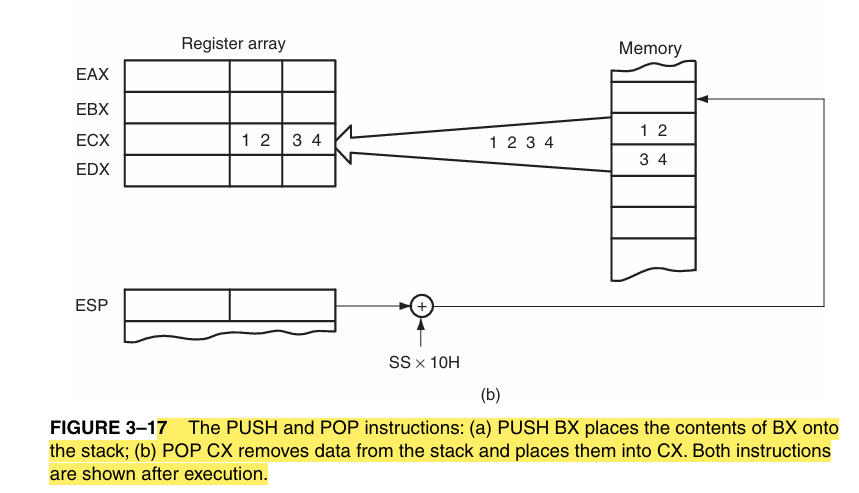 Register array
Memory
EAX
EBX
ECX 1 2 3 4
EDX
1 2 3 4
1 2
3 4
ESP
+
SS × 10H
(b)
FIGURE 3–17 The PUSH and POP instructions: (a) PUSH BX places the contents of BX onto
the stack; (b) POP CX removes data from the stack and places them into CX. Both instructions
are shown after execution.